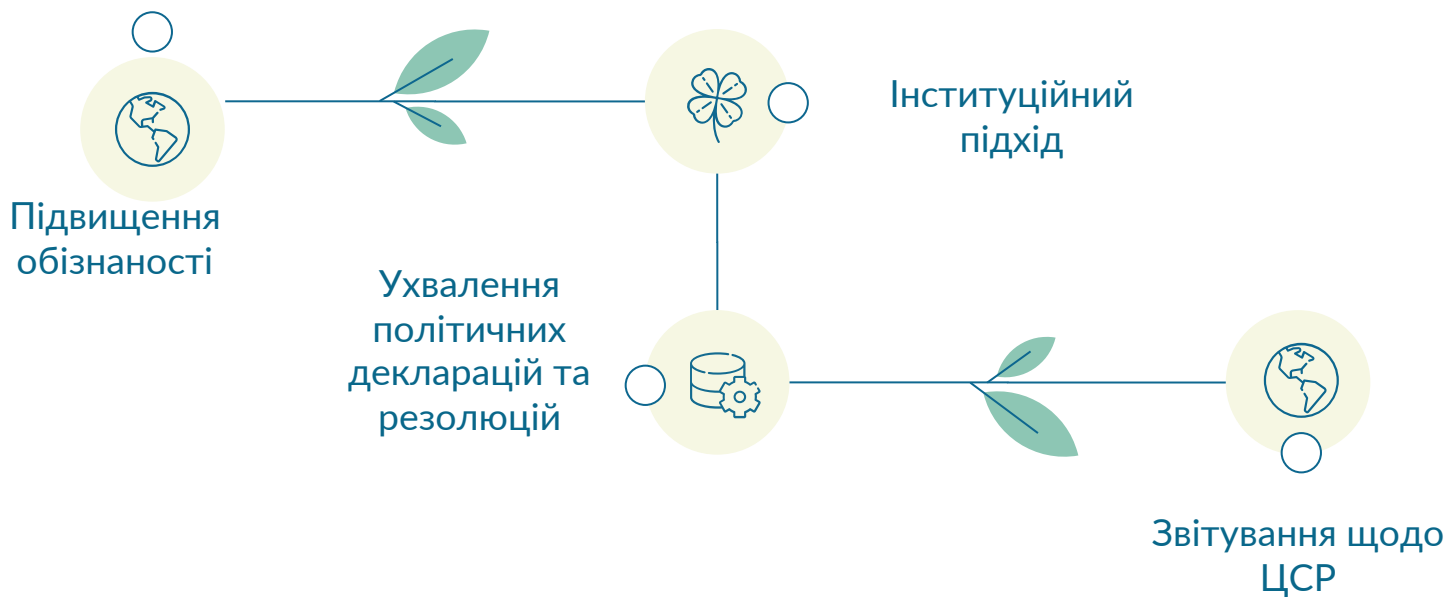 Підвищення
обізнаності
Інституційний
підхід
Ухвалення
політичних
декларацій та
резолюцій
Звітування щодо
ЦСР